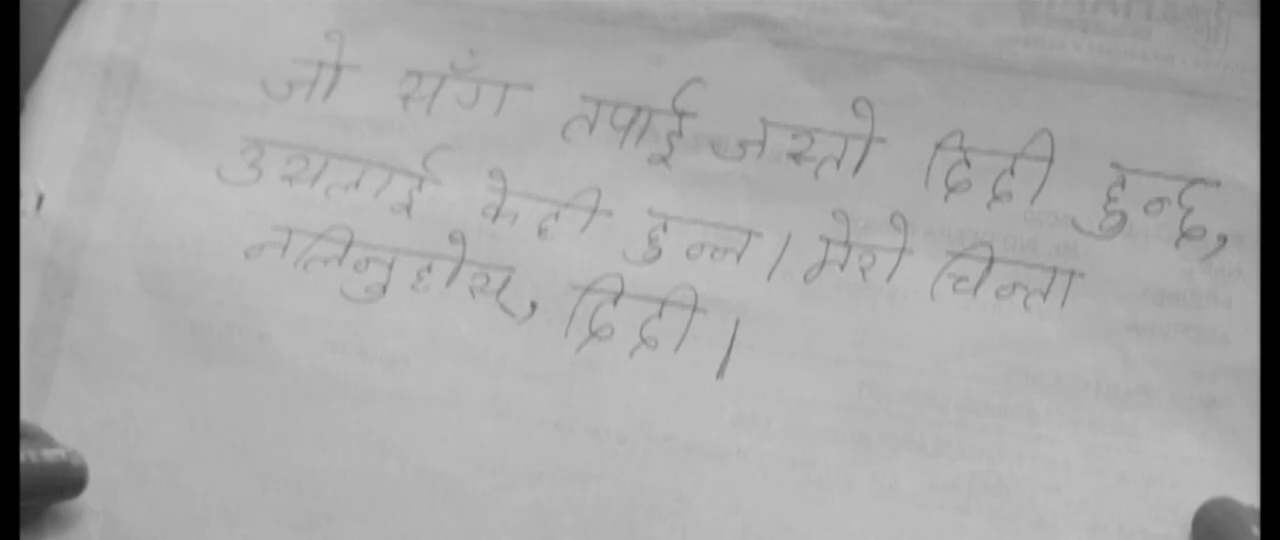 जो सँग तपाई जस्तो दिदी हुन्छ,
उसलाई केही हुन्न। मेरो चिन्ता
नलिनुहोस्, दिदी।